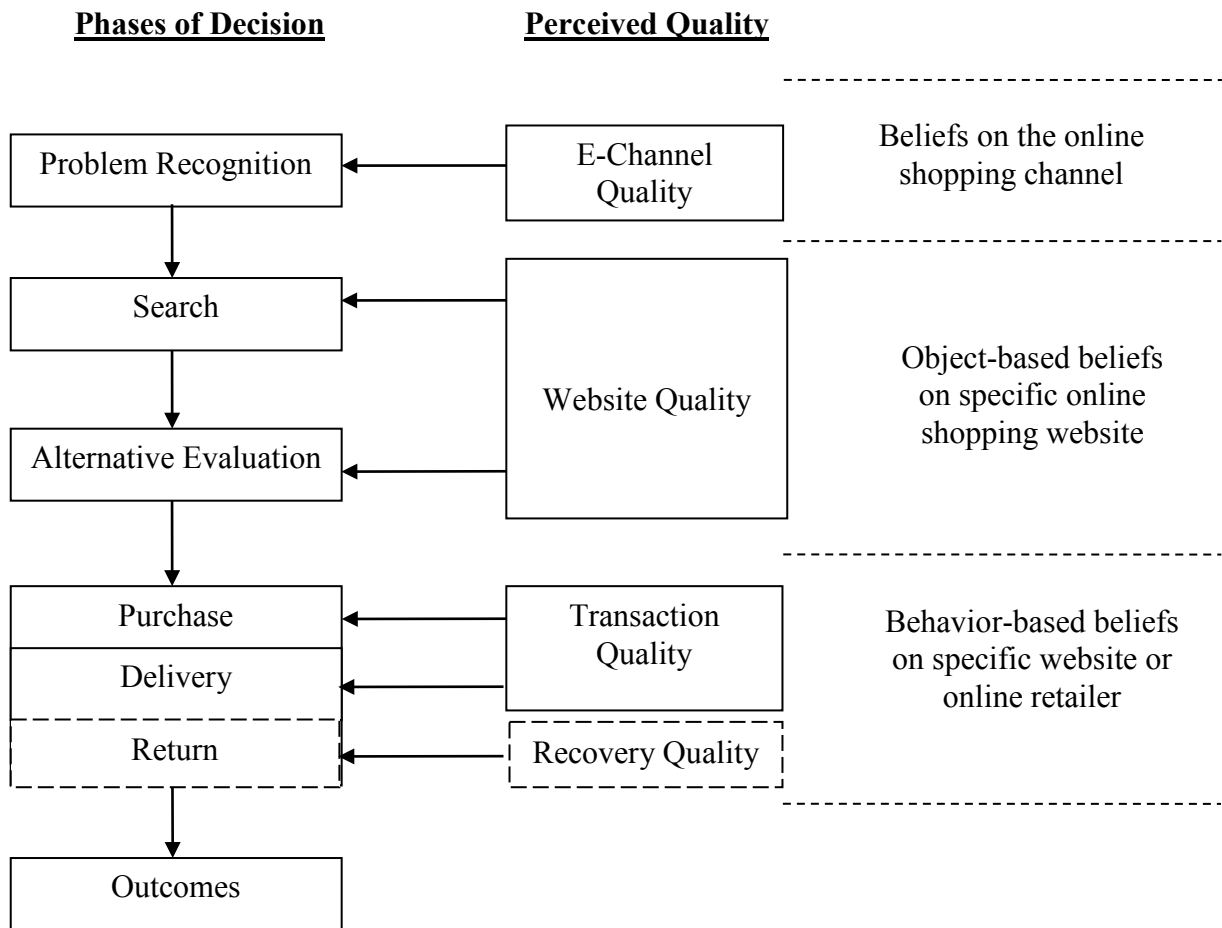 Phases of Decision
Perceived Quality
Problem Recognition
E-Channel
Quality
Beliefs on the online
shopping channel
Search
Website Quality
Alternative Evaluation
Object-based beliefs
on specific online
shopping website
Purchase
Delivery
Return
Transaction
Quality
Recovery Quality
Behavior-based beliefs
on specific website or
online retailer
Outcomes